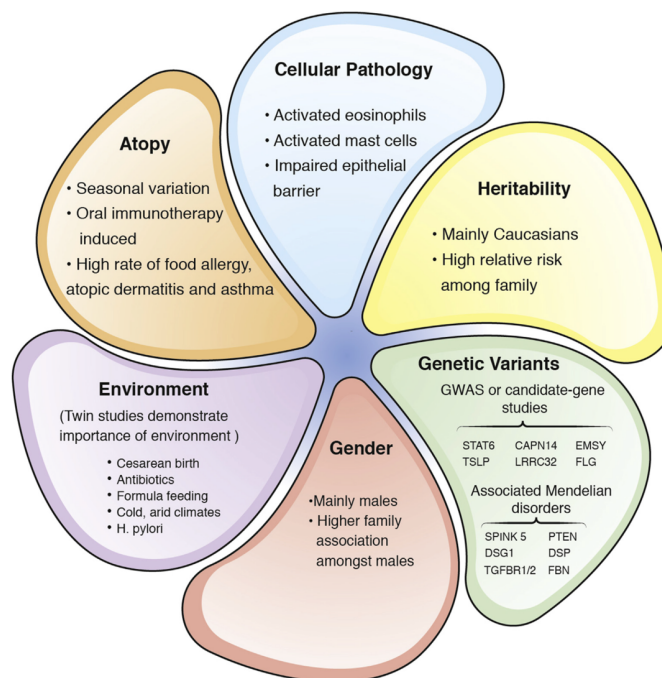 Cellular Pathology
• Activated eosinophils
• Activated mast cells
• Impaired epithelial
barrier
Heritability
• Mainly Caucasians
• High relative risk
among family
Genetic Variants
GWAS or candidate-gene
studies
STAT6 CAPN14 EMSY
TSLP LRRC32 FLG
Associated Mendelian
disorders
SPINK 5 PTEN
DSG1 DSP
TGFBR1/2 FBN
Gender
•Mainly males
• Higher family
association
amongst males
Environment
(Twin studies demonstrate
importance of environment )
• Cesarean birth
• Antibiotics
• Formula feeding
• Cold, arid climates
• H. pylori
Atopy
• Seasonal variation
• Oral immunotherapy
induced
• High rate of food allergy,
atopic dermatitis and asthma